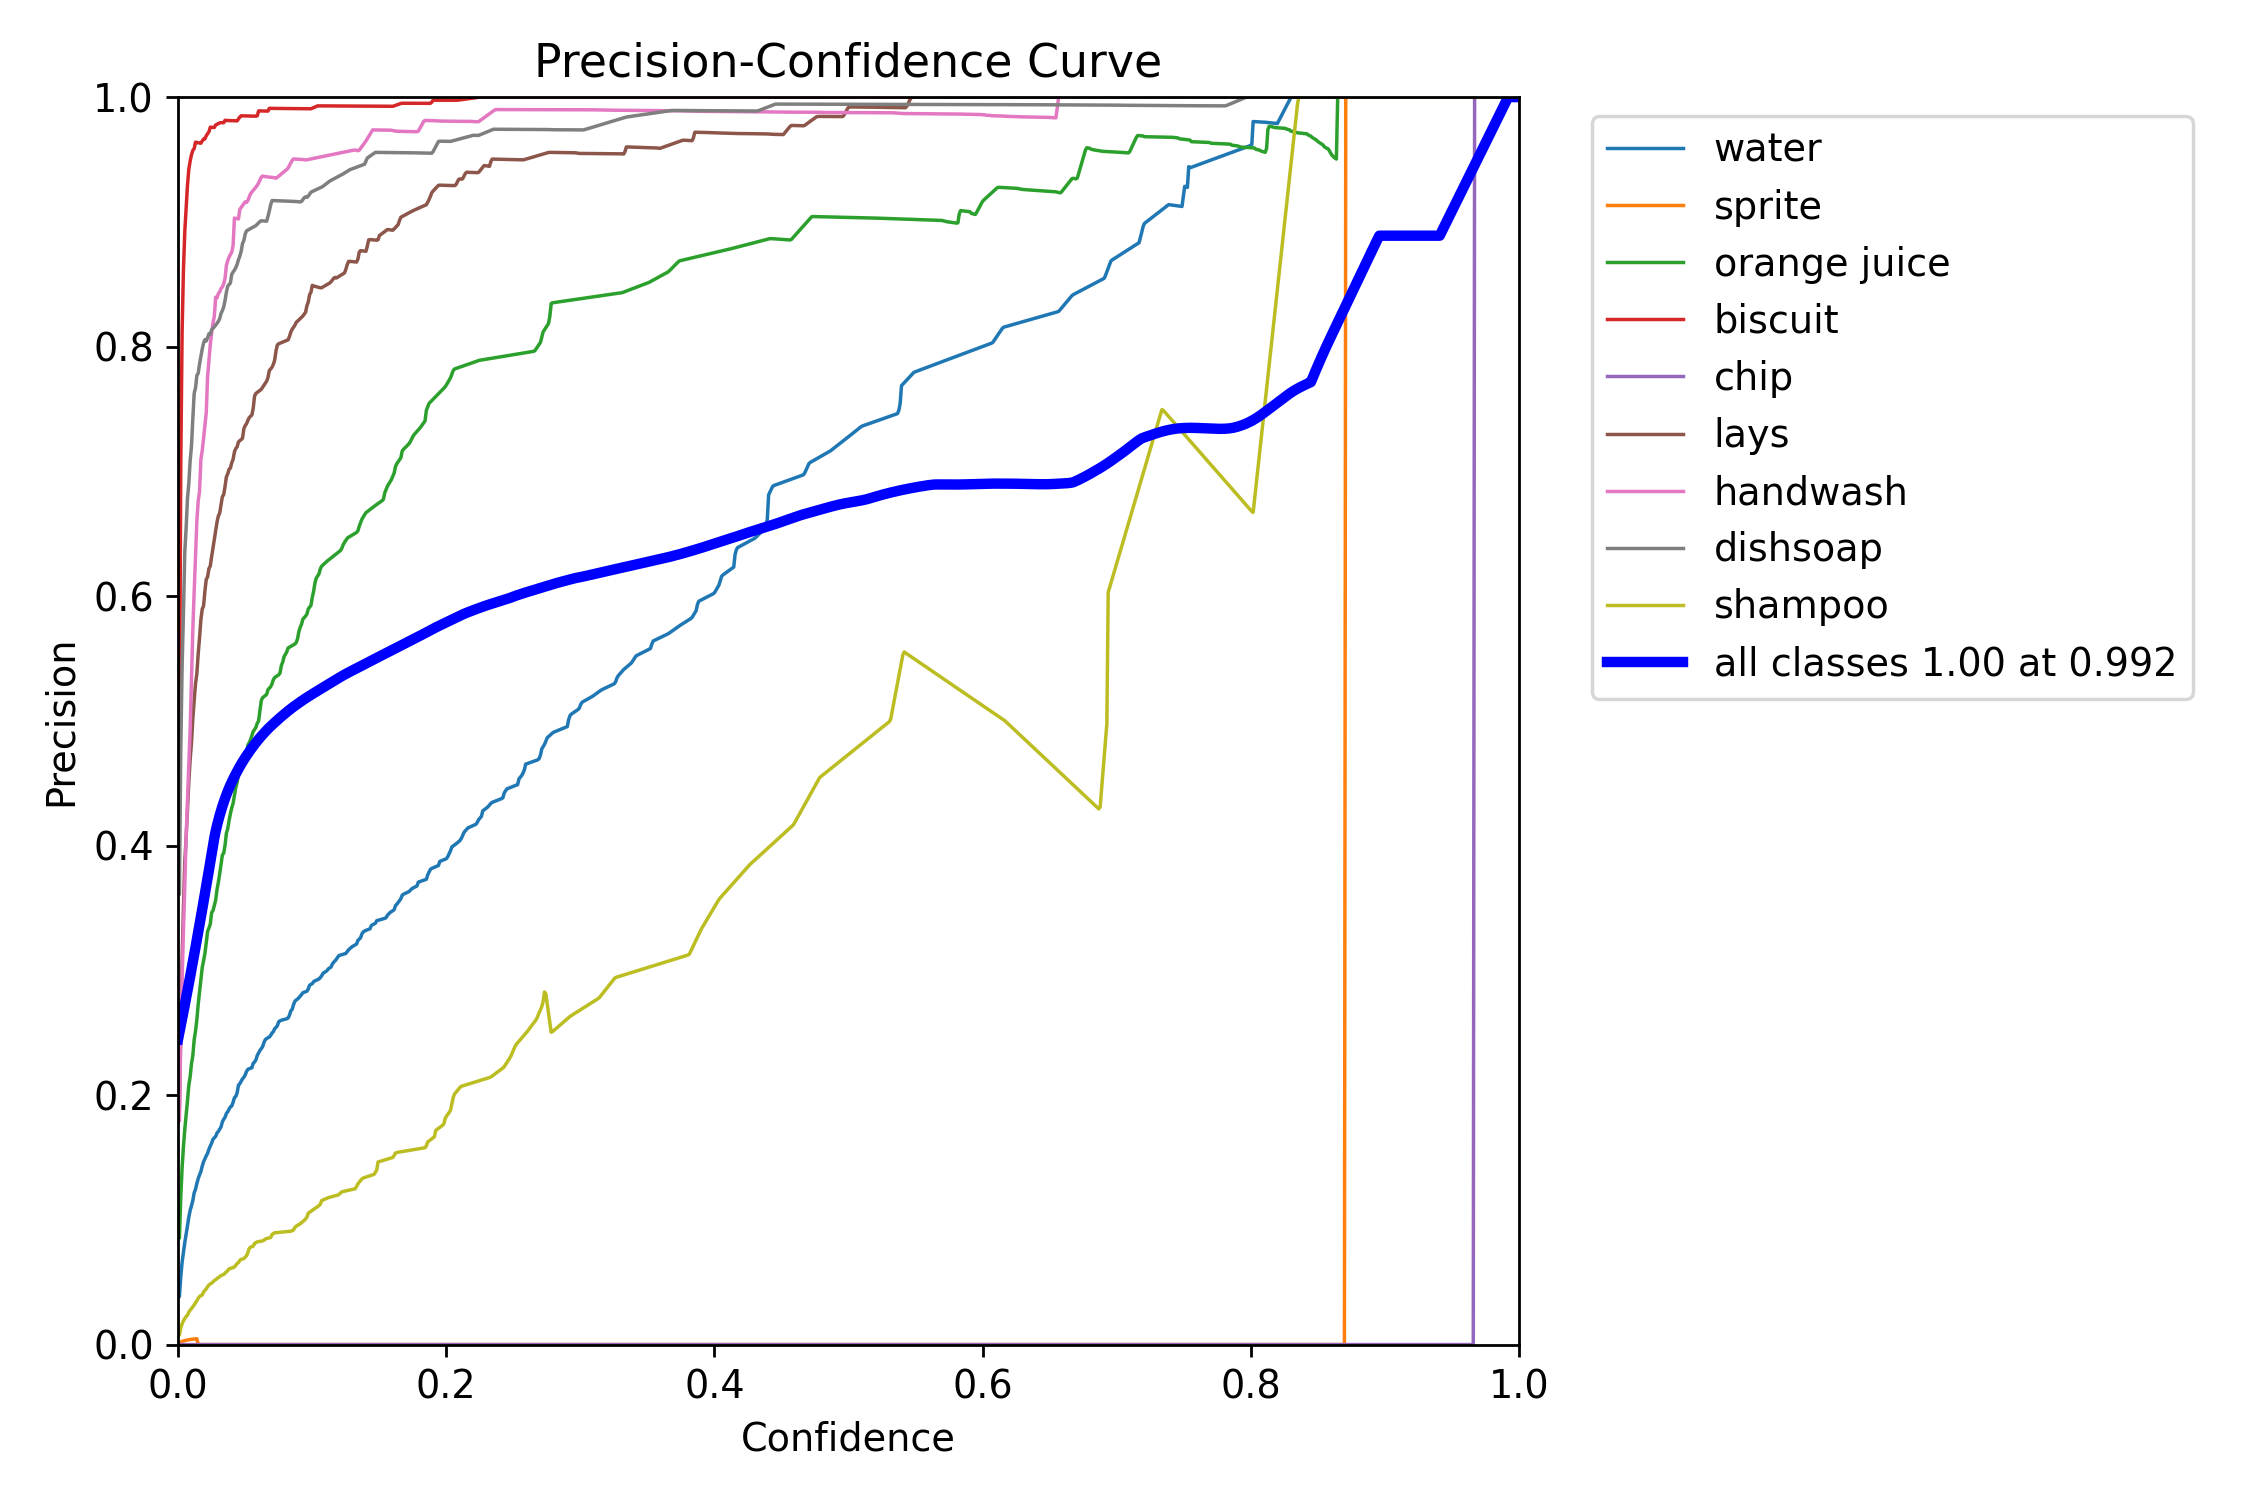 Precision-Confidence Curve
1.0
0.8
0.6
0.4
0.2
0.0
Precision
0.0 0.2 0.4 0.6 0.8 1.0
Confidence
water
sprite
orange juice
biscuit
chip
lays
handwash
dishsoap
shampoo
all classes 1.00 at 0.992